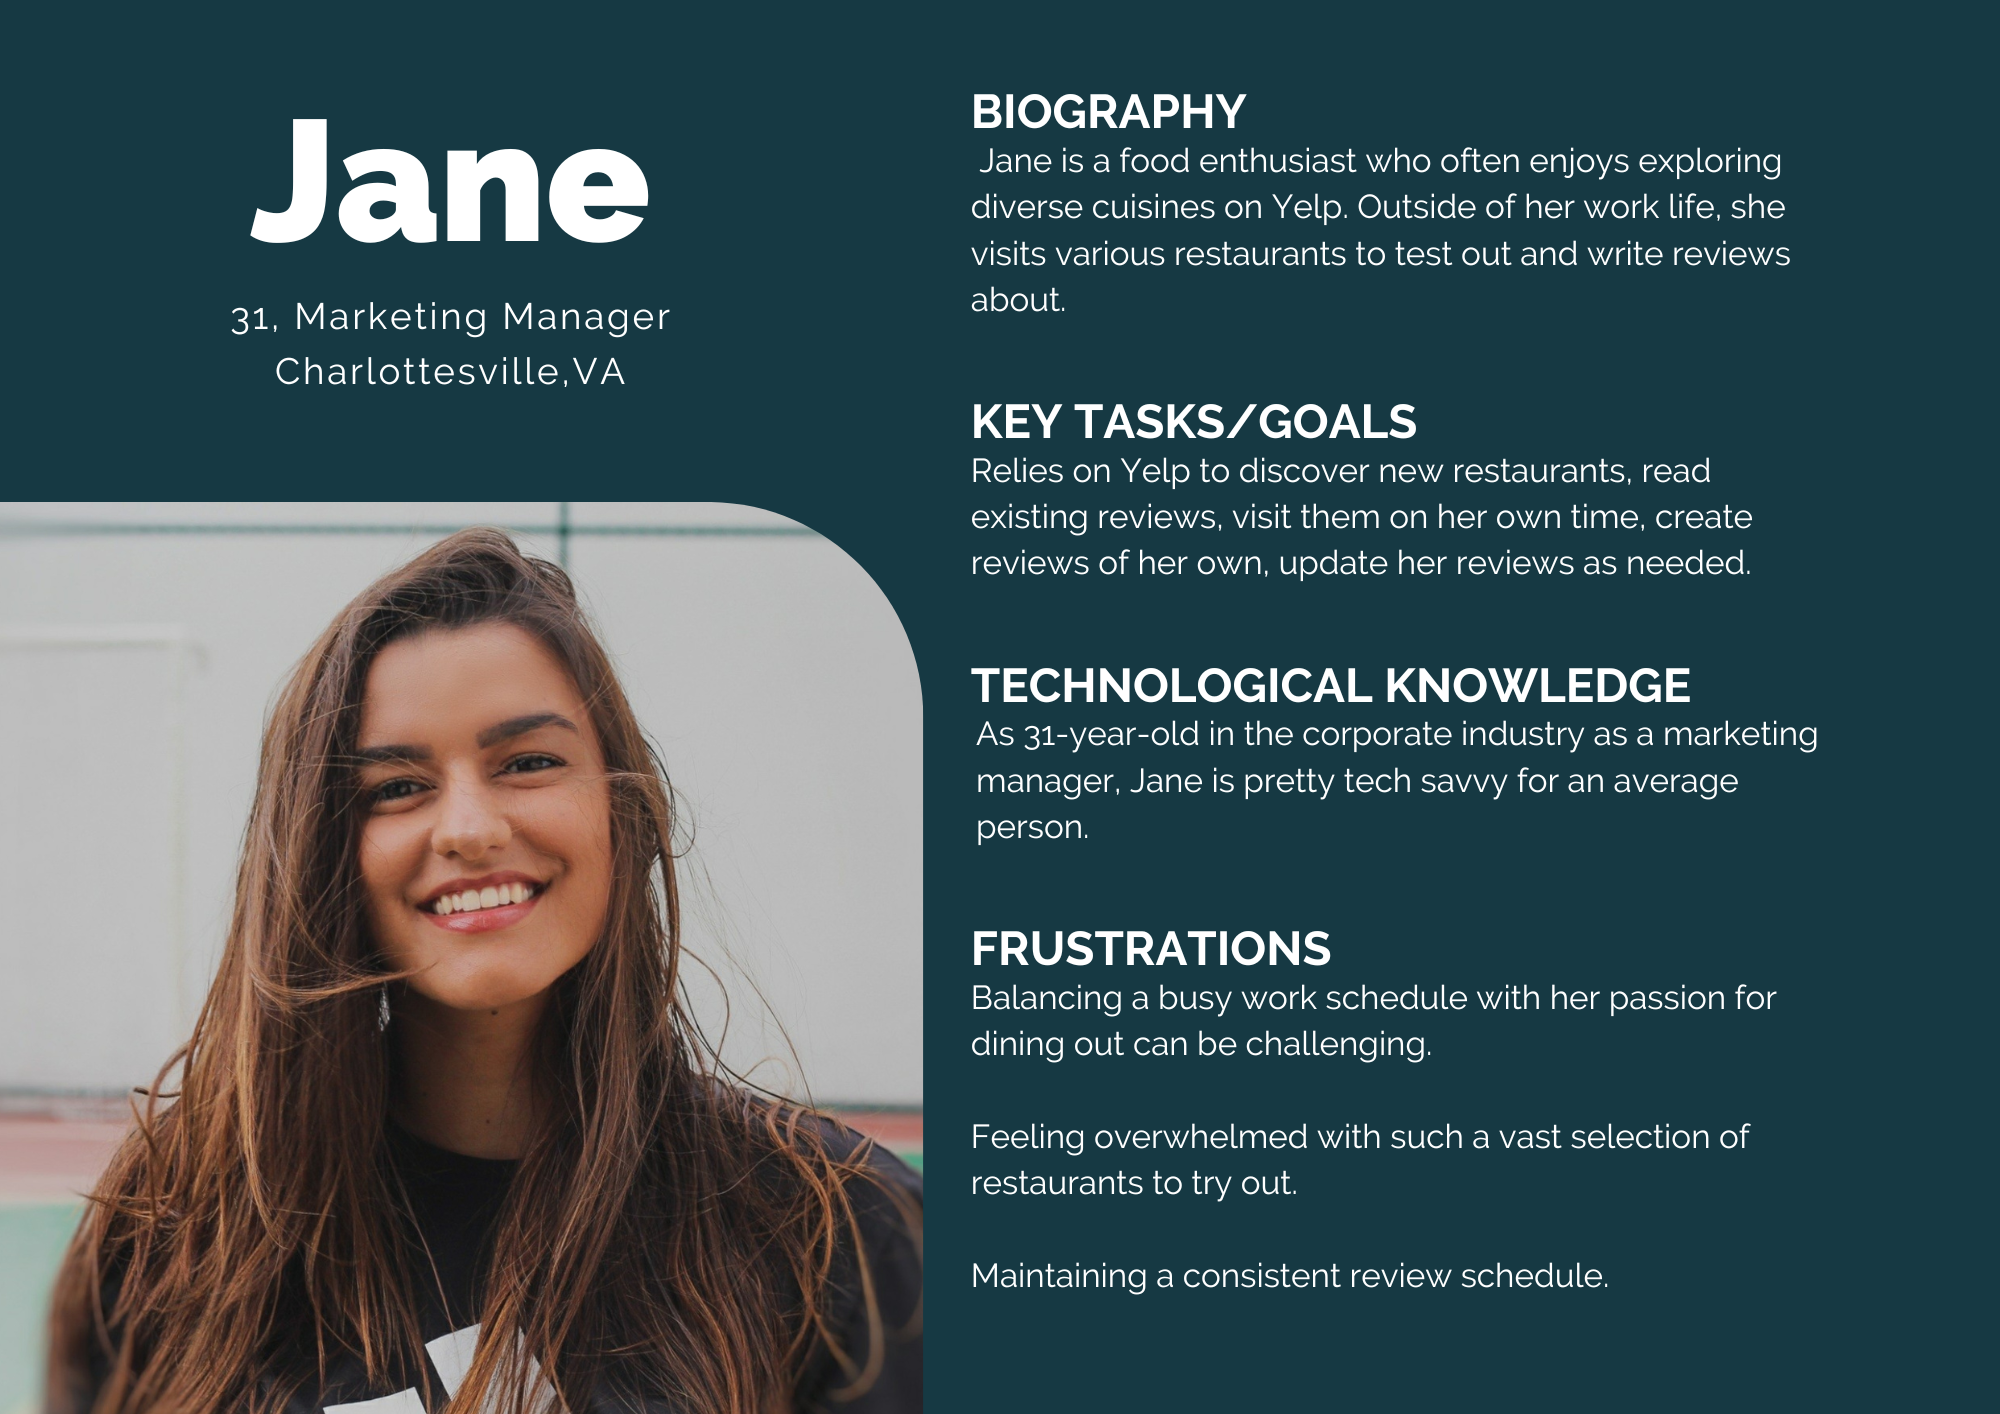 Jane
31, Marketing Manager
Charlottesville,VA
BIOGRAPHY
Jane is a food enthusiast who often enjoys exploring
diverse cuisines on Yelp. Outside of her work life, she
visits various restaurants to test out and write reviews
about.
KEY TASKS/GOALS
Relies on Yelp to discover new restaurants, read
existing reviews, visit them on her own time, create
reviews of her own, update her reviews as needed.
TECHNOLOGICAL KNOWLEDGE
As 31-year-old in the corporate industry as a marketing
manager, Jane is pretty tech savvy for an average
person.
FRUSTRATIONS
Balancing a busy work schedule with her passion for
dining out can be challenging.
Feeling overwhelmed with such a vast selection of
restaurants to try out.
Maintaining a consistent review schedule.